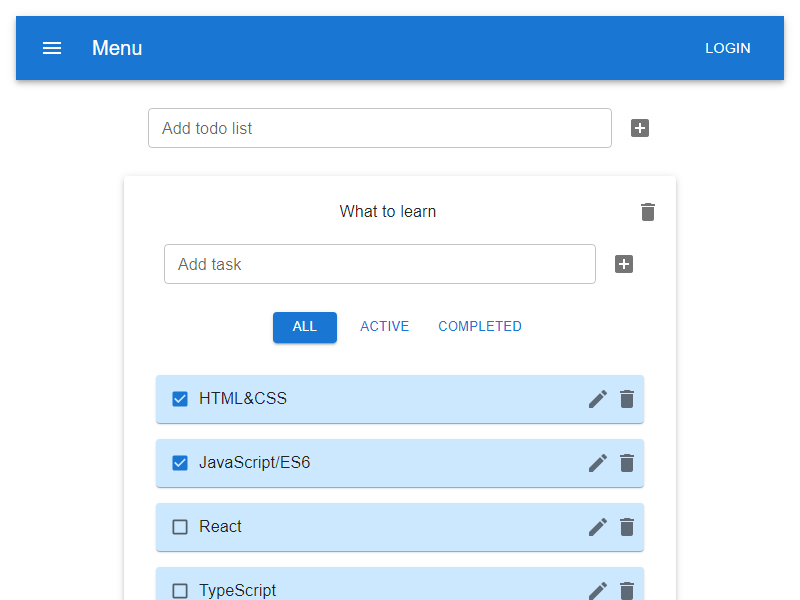 Menu
LOGIN
Add todo list
What to learn
Add task
ALL
ACTIVE
COMPLETED
HTML&CSS
JavaScript/ES6
React
TypeScript